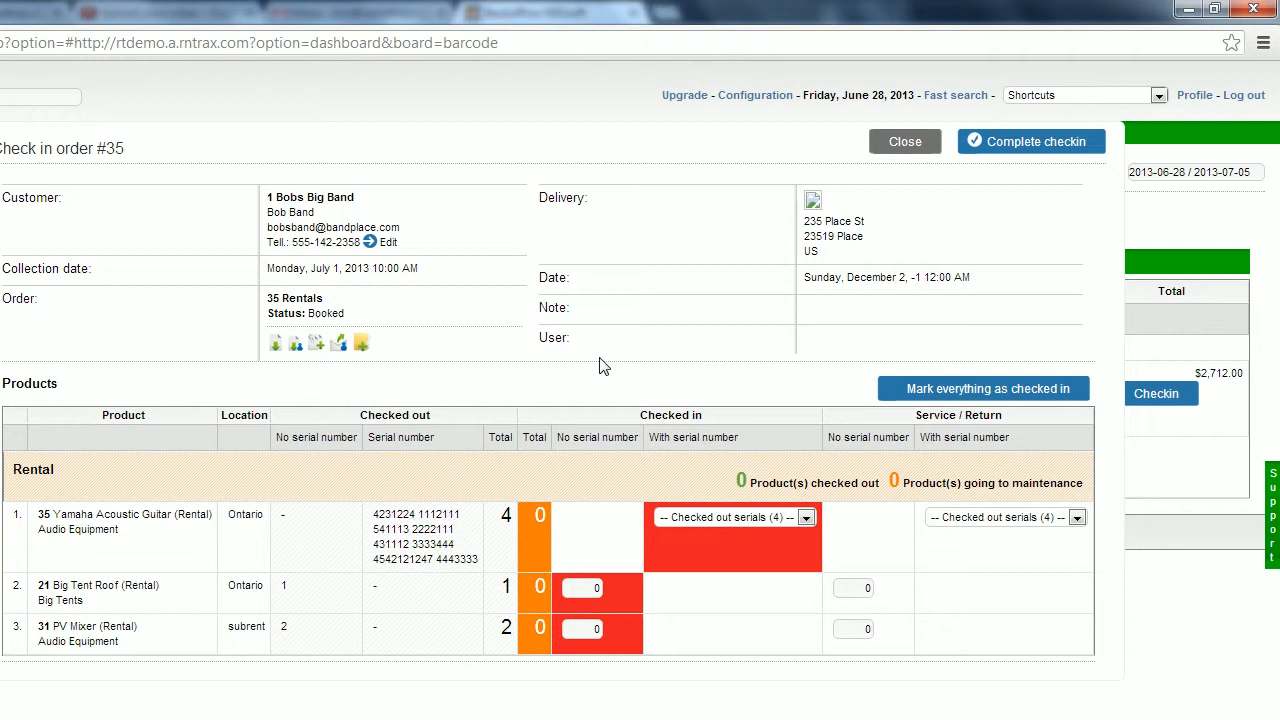 o?option=#http://rtdemo.a.rntrax.com?option=dashboard&board=barcode
Upgrade - Configuration - Friday, June 28, 2013 - Fast search - Shortcuts Profile - Log out
Check in order #35 Close Complete checkin
2013-06-28 / 2013-07-05
Customer: 1 Bobs Big Band
Bob Band
bobsband@bandplace.com
Tell.: 555-142-2358 Edit
Delivery: 235 Place St
23519 Place
US
Collection date: Monday, July 1, 2013 10:00 AM
Date: Sunday, December 2, -1 12:00 AM
Order: 35 Rentals
Status: Booked
Note:
User:
Total
$2,712.00
Checkin
Products Mark everything as checked in
Product Location Checked out Checked in Service / Return
No serial number Serial number Total Total No serial number With serial number No serial number With serial number
Rental 0 Product(s) checked out 0 Product(s) going to maintenance
1. 35 Yamaha Acoustic Guitar (Rental) Ontario - 4231224 1112111 4 0 -- Checked out serials (4) -- -- Checked out serials (4) --
Audio Equipment 541113 2222111
431112 3333444
4542121247 4443333
2. 21 Big Tent Roof (Rental) Ontario 1 - 1 0 0 0
Big Tents
3. 31 PV Mixer (Rental) subrent 2 - 2 0 0 0
Audio Equipment
Support